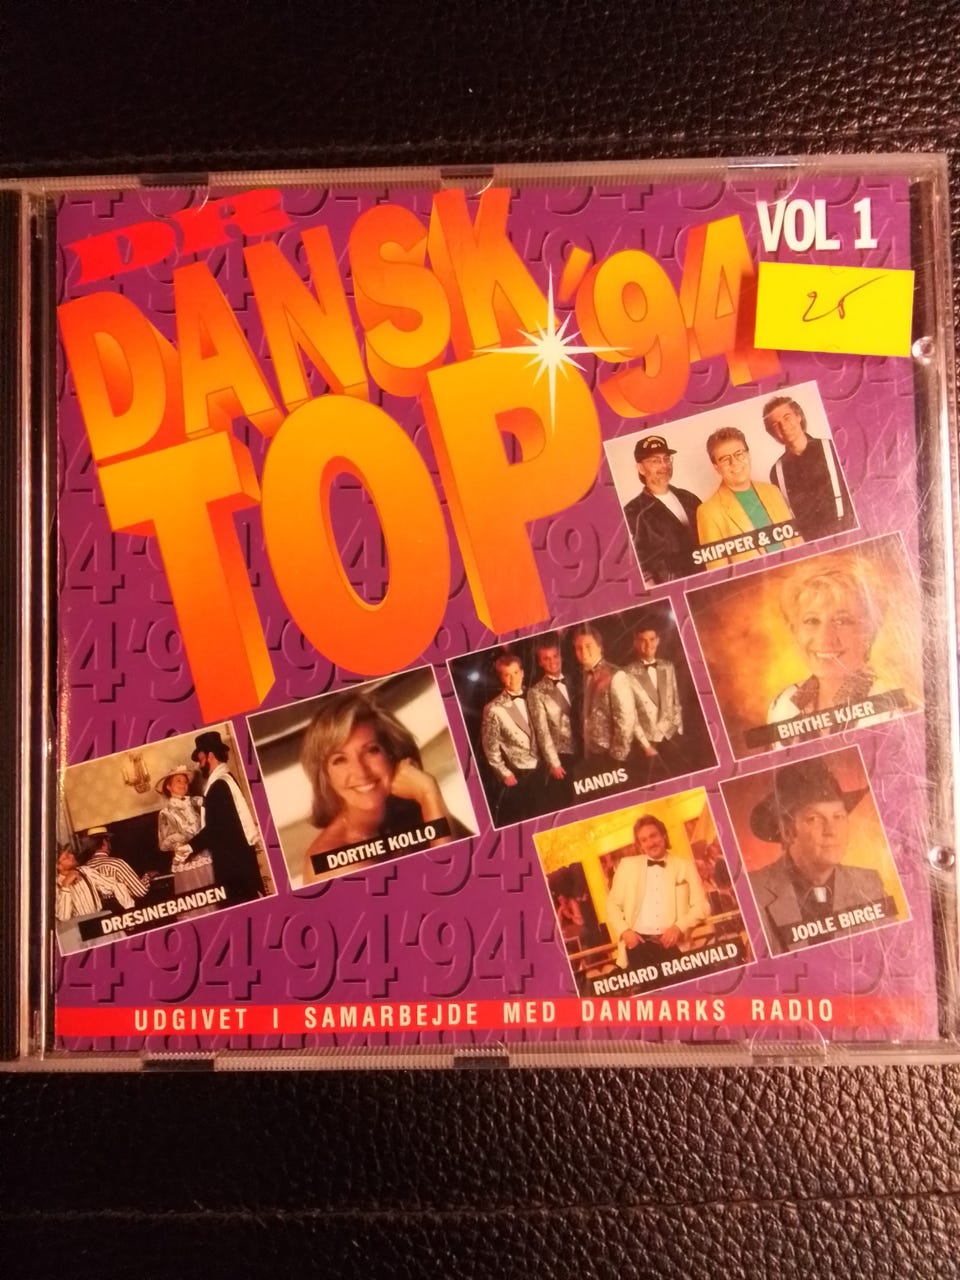 DR
DANSK
TOP '94
VOL 1
25
SKIPPER & CO.
BIRTHE KJÆR
KANDIS
DORTHE KOLLO
DRÆSINEBANDEN
RICHARD RAGNVALD
JODLE BIRGE
UDGIVET I SAMARBEJDE MED DANMARKS RADIO